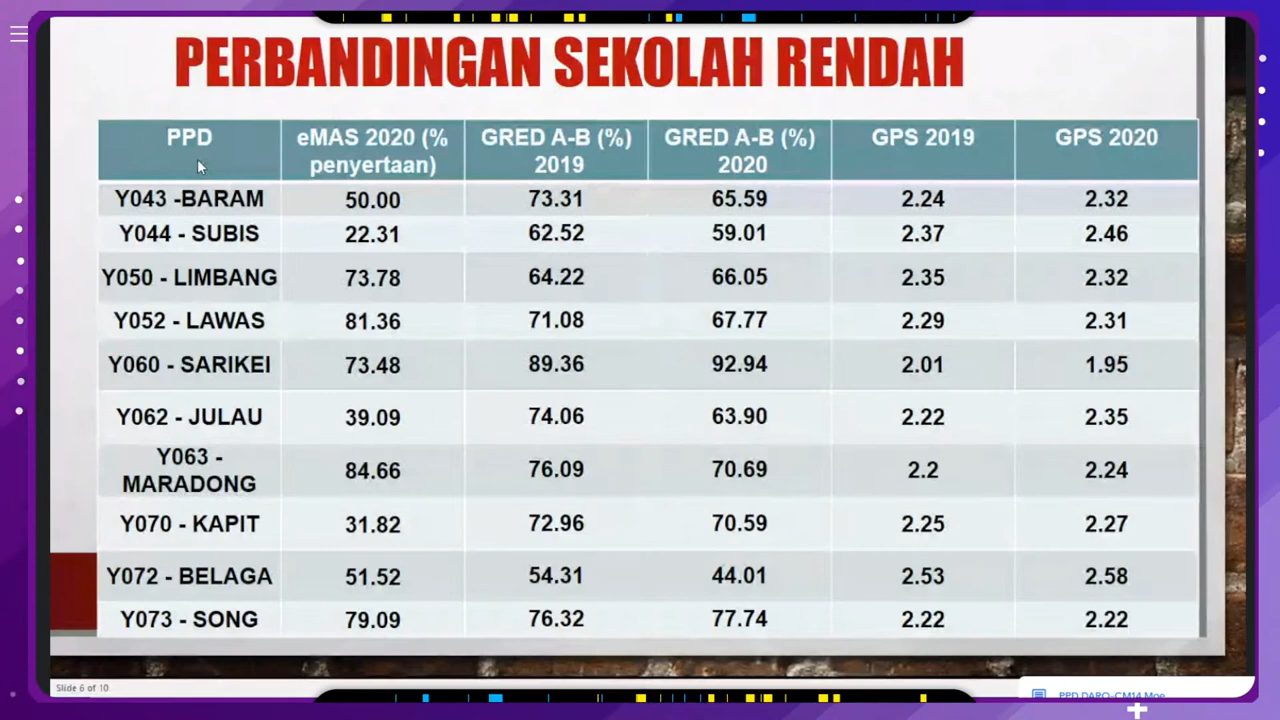 PERBANDINGAN SEKOLAH RENDAH
PPD eMAS 2020 (% penyertaan) GRED A-B (%) 2019 GRED A-B (%) 2020 GPS 2019 GPS 2020
Y043 -BARAM 50.00 73.31 65.59 2.24 2.32
Y044 - SUBIS 22.31 62.52 59.01 2.37 2.46
Y050 - LIMBANG 73.78 64.22 66.05 2.35 2.32
Y052 - LAWAS 81.36 71.08 67.77 2.29 2.31
Y060 - SARIKEI 73.48 89.36 92.94 2.01 1.95
Y062 - JULAU 39.09 74.06 63.90 2.22 2.35
Y063 - MARADONG 84.66 76.09 70.69 2.2 2.24
Y070 - KAPIT 31.82 72.96 70.59 2.25 2.27
Y072 - BELAGA 51.52 54.31 44.01 2.53 2.58
Y073 - SONG 79.09 76.32 77.74 2.22 2.22
Slide 6 of 10
PPD DARO-CM14 Moe